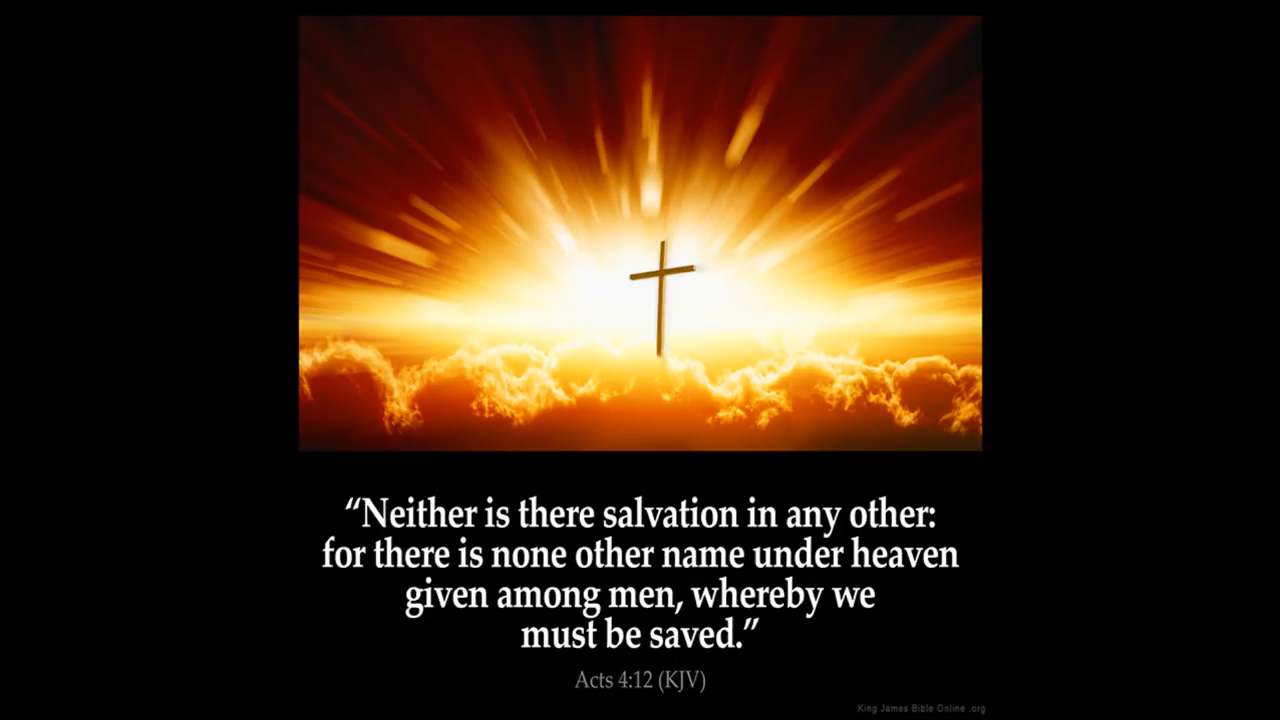 “Neither is there salvation in any other:
for there is none other name under heaven
given among men, whereby we
must be saved.”
Acts 4:12 (KJV)
King James Bible Online .org